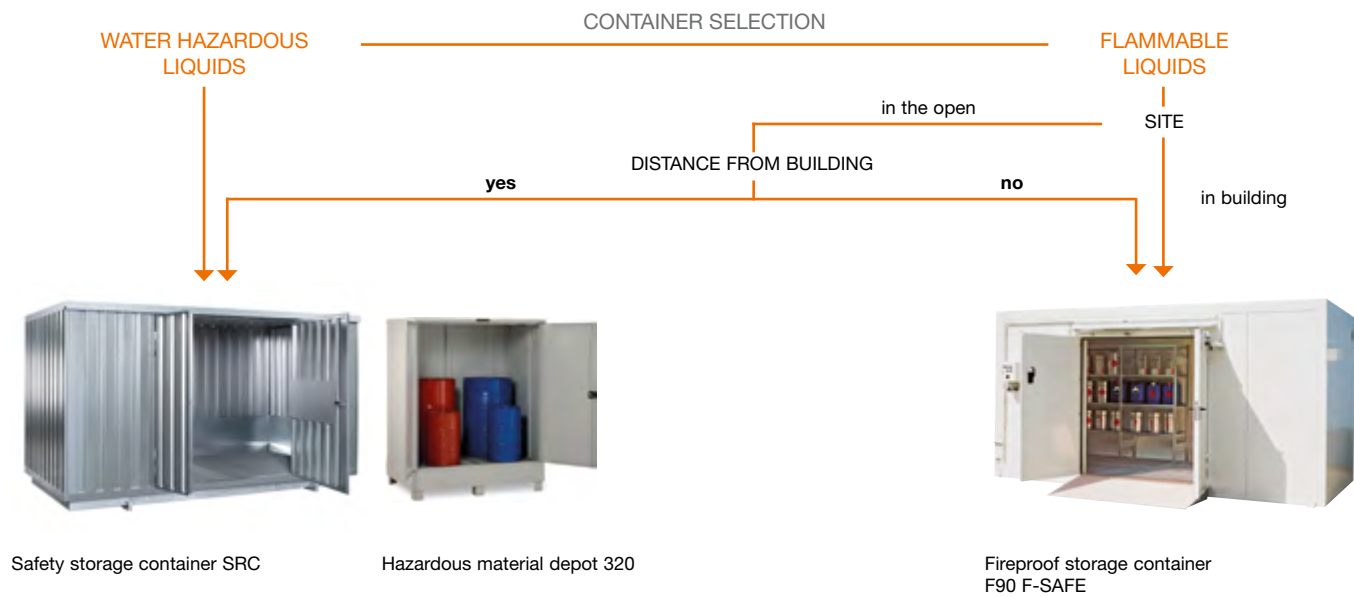 CONTAINER SELECTION
WATER HAZARDOUS
LIQUIDS
FLAMMABLE
LIQUIDS
in the open
SITE
DISTANCE FROM BUILDING
yes
no
in building
Safety storage container SRC
Hazardous material depot 320
Fireproof storage container
F90 F-SAFE